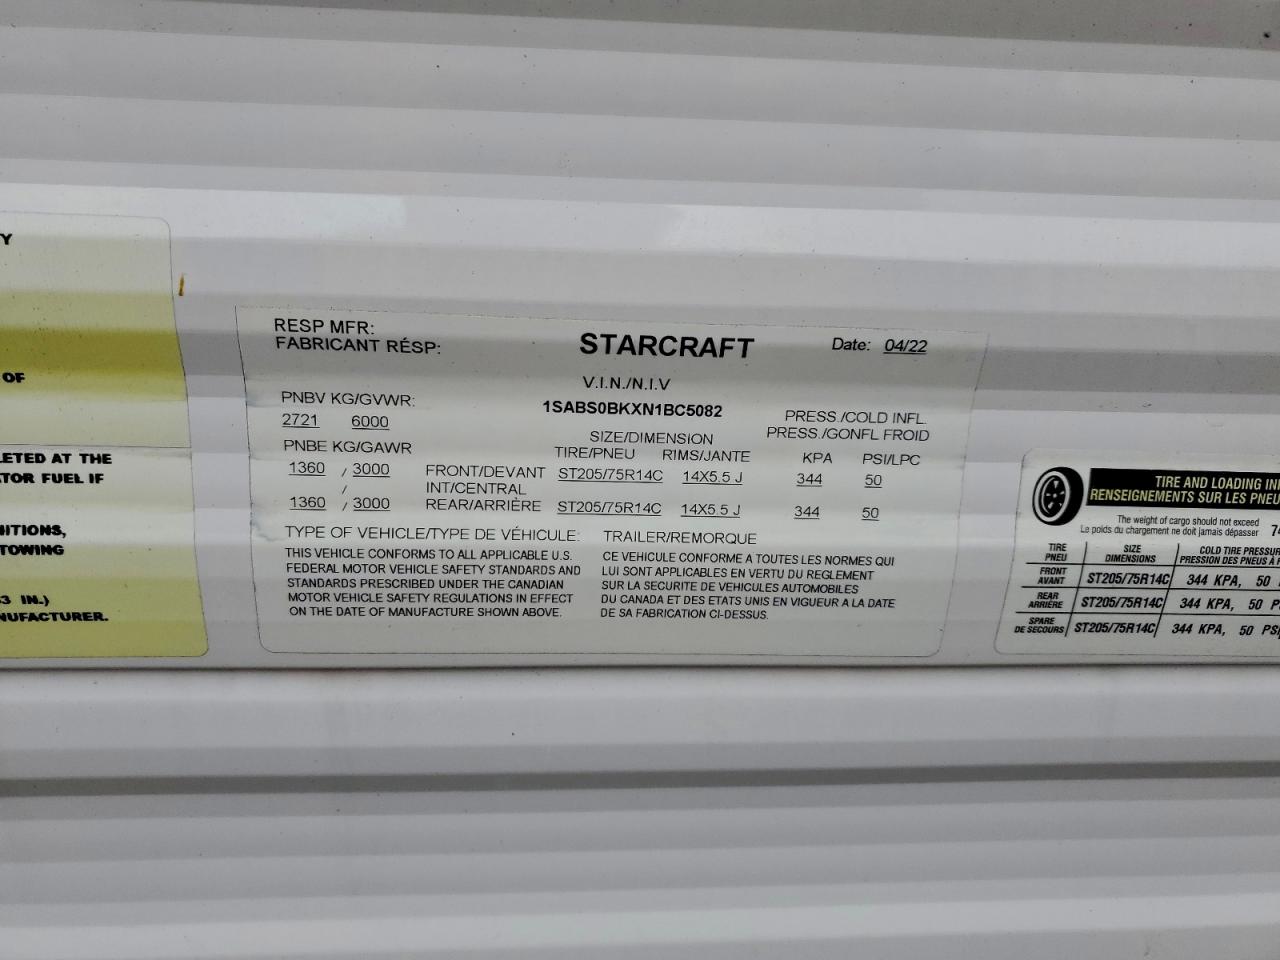 Y
OF
LETED AT THE
TOR FUEL IF
NITIONS,
TOWING
3 IN.)
NUFACTURER.
RESP MFR:
FABRICANT RÉSP:
STARCRAFT
Date: 04/22
V.I.N./N.I.V
1SABS0BKXN1BC5082
PNBV KG/GVWR:
2721 6000
PRESS./COLD INFL.
PRESS./GONFL FROID
PNBE KG/GAWR
SIZE/DIMENSION
TIRE/PNEU RIMS/JANTE KPA PSI/LPC
1360 / 3000 FRONT/DEVANT ST205/75R14C 14X5.5 J 344 50
/ INT/CENTRAL
1360 / 3000 REAR/ARRIÈRE ST205/75R14C 14X5.5 J 344 50
TYPE OF VEHICLE/TYPE DE VÉHICULE: TRAILER/REMORQUE
THIS VEHICLE CONFORMS TO ALL APPLICABLE U.S.
FEDERAL MOTOR VEHICLE SAFETY STANDARDS AND
STANDARDS PRESCRIBED UNDER THE CANADIAN
MOTOR VEHICLE SAFETY REGULATIONS IN EFFECT
ON THE DATE OF MANUFACTURE SHOWN ABOVE.
CE VEHICULE CONFORME A TOUTES LES NORMES QUI
LUI SONT APPLICABLES EN VERTU DU REGLEMENT
SUR LA SECURITE DE VEHICULES AUTOMOBILES
DU CANADA ET DES ETATS UNIS EN VIGUEUR A LA DATE
DE SA FABRICATION CI-DESSUS.
TIRE AND LOADING IN
RENSEIGNEMENTS SUR LES PNEU
The weight of cargo should not exceed
Le poids du chargement ne doit jamais dépasser 74
TIRE SIZE COLD TIRE PRESSUR
PNEU DIMENSIONS PRESSION DES PNEUS À F
FRONT
AVANT ST205/75R14C 344 KPA, 50
REAR
ARRIÈRE ST205/75R14C 344 KPA, 50 P
SPARE
DE SECOURS ST205/75R14C 344 KPA, 50 PSI